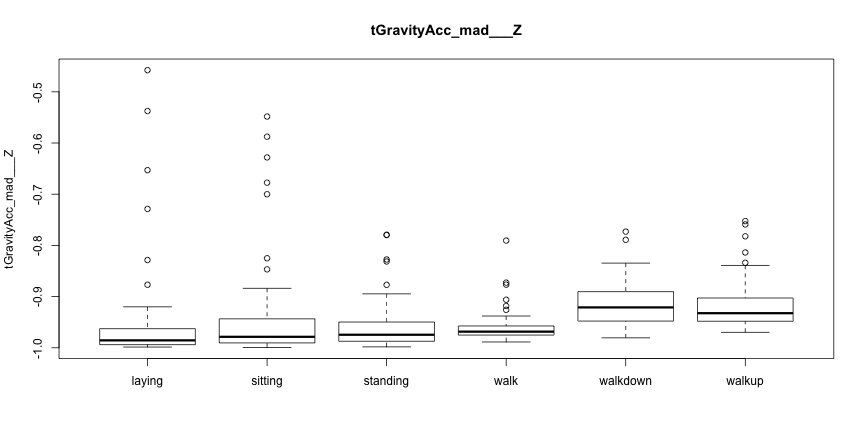 tGravityAcc_mad___Z
tGravityAcc_mad___Z
-0.5
-0.6
-0.7
-0.8
-0.9
-1.0
laying sitting standing walk walkdown walkup